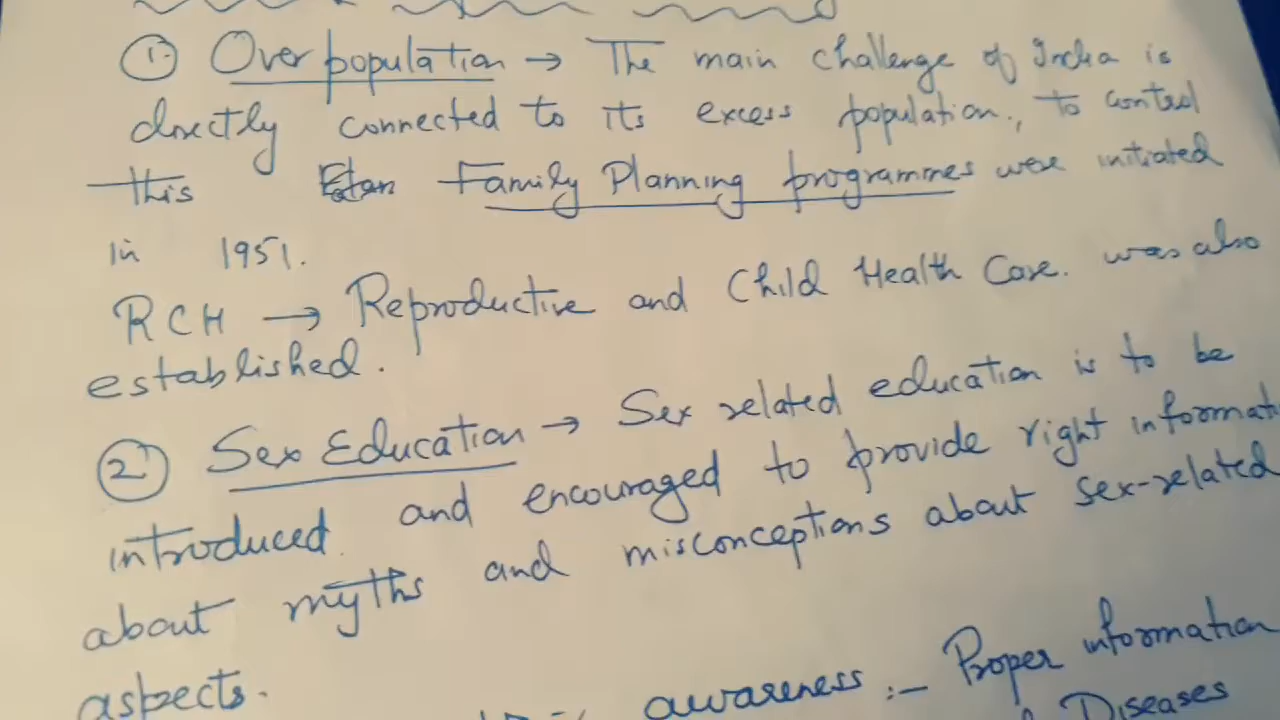 ① Overpopulation → The main challenge of India is
directly connected to its excess population., to control
this Family Planning programmes were initiated
in 1951.
RCH → Reproductive and Child Health Care. was also
established.
② Sex Education → Sex related education is to be
introduced and encouraged to provide right informati
about myths and misconceptions about sex-related
aspects.
awareness :- Proper information
Diseases